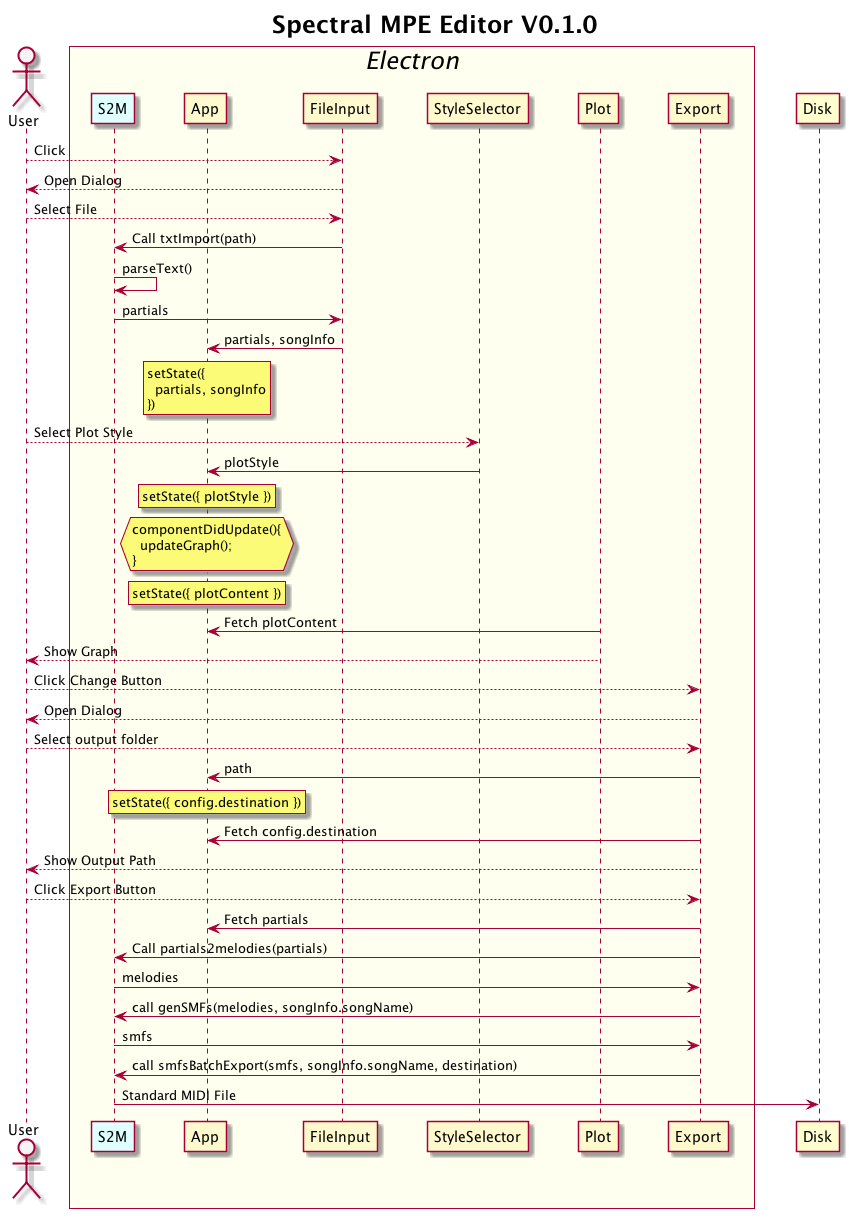 Spectral MPE Editor V0.1.0
Electron
User
S2M
App
FileInput
StyleSelector
Plot
Export
Disk
Click
Open Dialog
Select File
Call txtImport(path)
parseText()
partials
partials, songInfo
setState({
partials, songInfo
})
Select Plot Style
plotStyle
setState({ plotStyle })
componentDidUpdate(){
updateGraph();
}
setState({ plotContent })
Fetch plotContent
Show Graph
Click Change Button
Open Dialog
Select output folder
path
setState({ config.destination })
Fetch config.destination
Show Output Path
Click Export Button
Fetch partials
Call partials2melodies(partials)
melodies
call genSMFs(melodies, songInfo.songName)
smfs
call smfsBatchExport(smfs, songInfo.songName, destination)
Standard MIDI File
User
S2M
App
FileInput
StyleSelector
Plot
Export
Disk